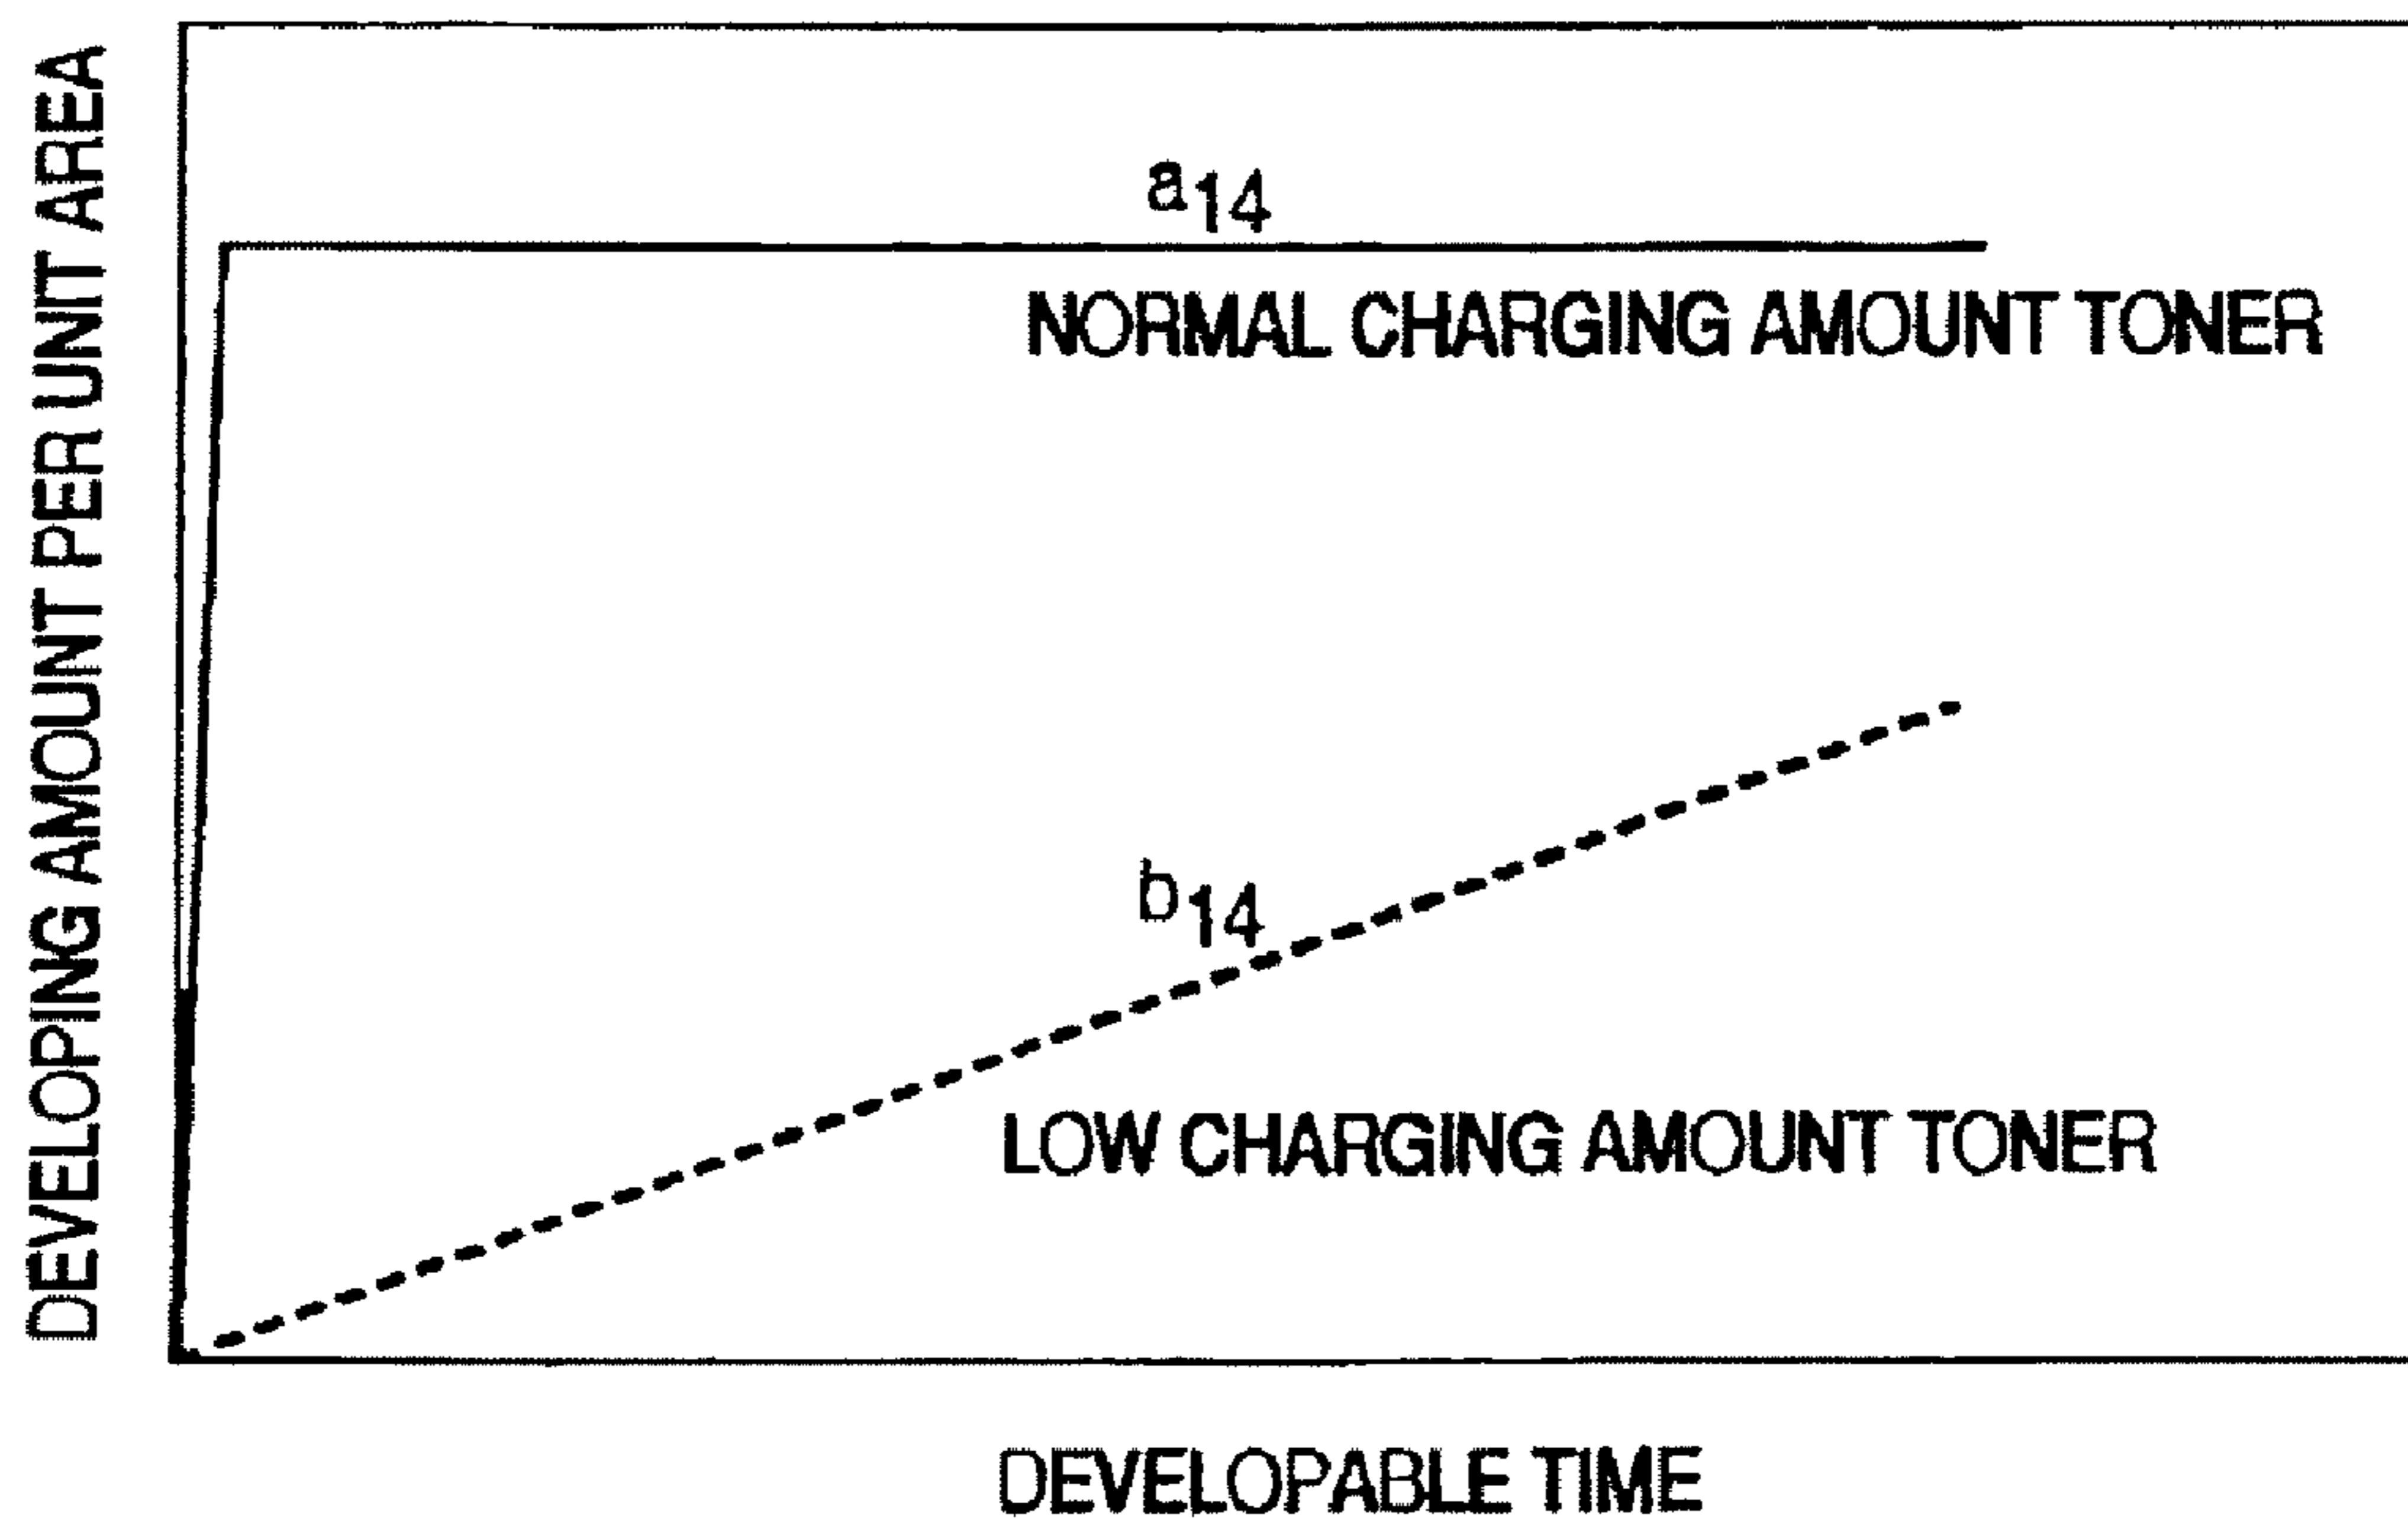 DEVELOPING AMOUNT PER UNIT AREA
a14
NORMAL CHARGING AMOUNT TONER
b14
LOW CHARGING AMOUNT TONER
DEVELOPABLE TIME